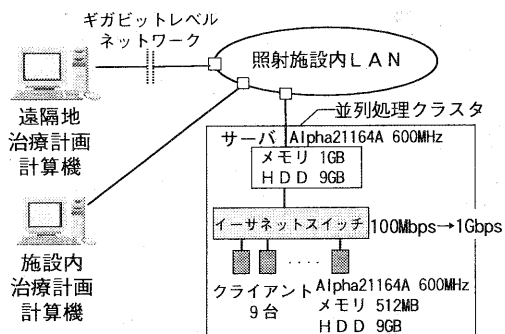 ギガビットレベル
ネットワーク
照射施設内LAN
遠隔地
治療計画
計算機
並列処理クラスタ
サーバ Alpha21164A 600MHz
メモリ 1GB
HDD 9GB
イーサネットスイッチ 100Mbps→1Gbps
施設内
治療計画
計算機
‥‥
クライアント Alpha21164A 600MHz
9台 メモリ 512MB
HDD 9GB